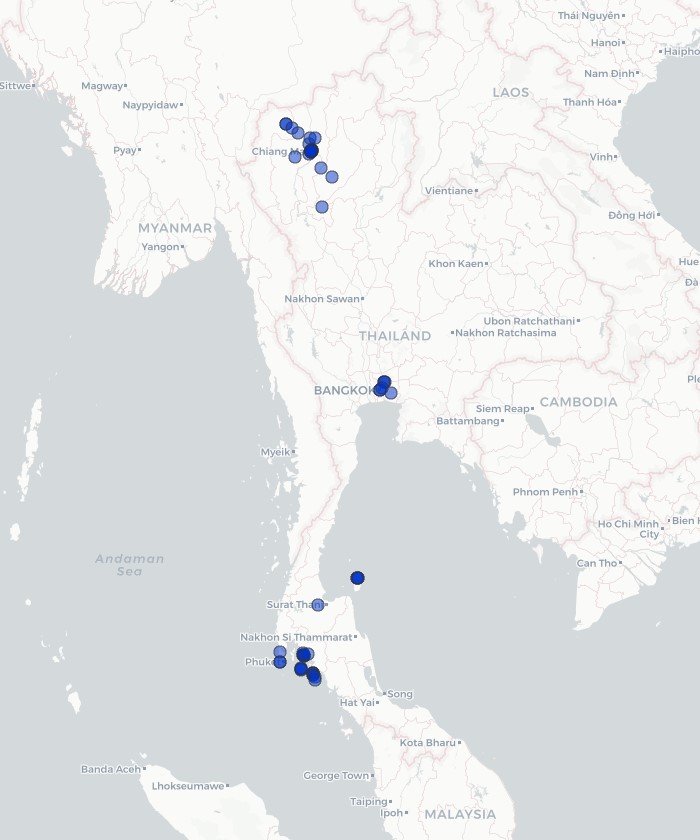 Thái Nguyên
Hanoi
Haipho
Sittwe
Magway
LAOS
Nam Định
Naypyidaw
Thanh Hóa
Pyay
Chiang M
Vinh
Vientiane
MYANMAR
Đồng Hới
Yangon
Khon Kaen
Hue
Đà
Nakhon Sawan
Ubon Ratchathani
THAILAND
Nakhon Ratchasima
Ple
BANGKOK
Siem Reap
CAMBODIA
Battambang
Myeik
Phnom Penh
Ho Chi Minh
City
Bien H
Andaman
Sea
Can Tho
Surat Thani
Nakhon Si Thammarat
Phuke
Song
Hat Yai
Kota Bharu
Banda Aceh
George Town
Lhokseumawe
Taiping
Ipoh
MALAYSIA